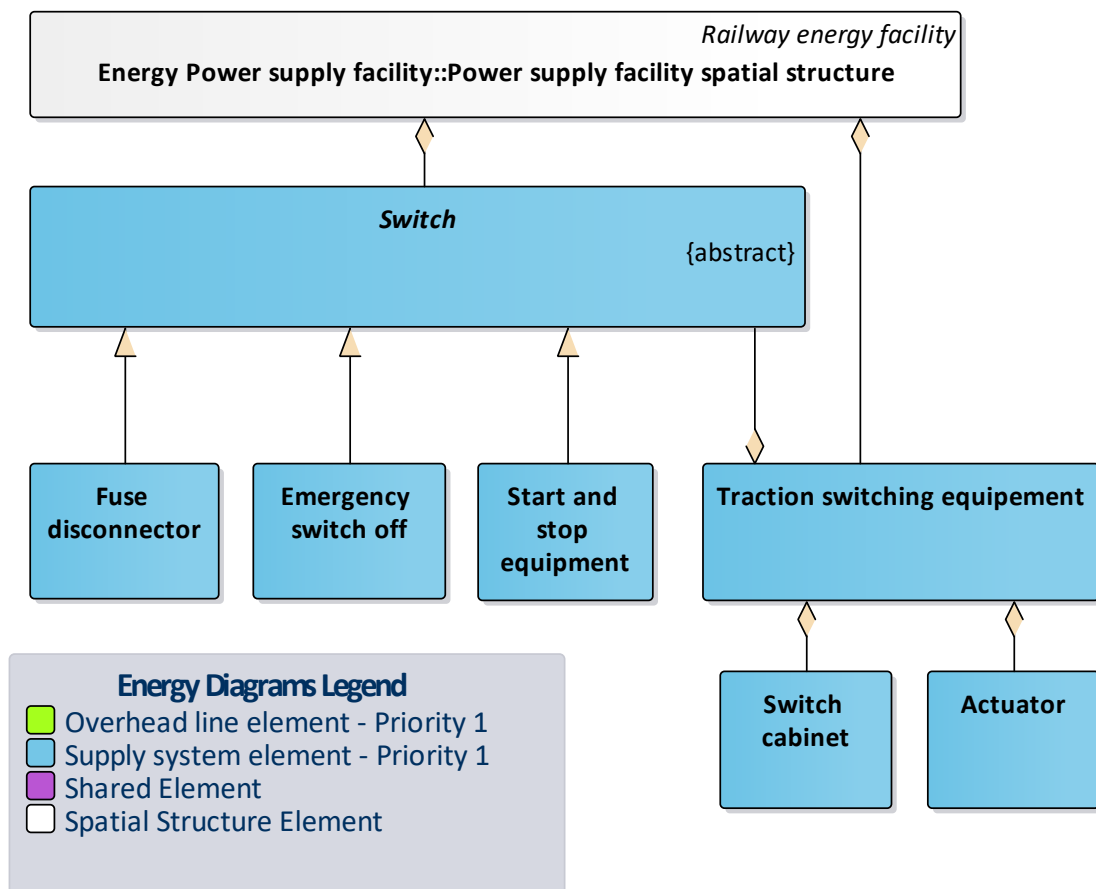 Railway energy facility
Energy Power supply facility::Power supply facility spatial structure
Switch
{abstract}
Fuse
disconnector
Emergency
switch off
Start and
stop
equipment
Traction switching equipement
Switch
cabinet
Actuator
Energy Diagrams Legend
Overhead line element - Priority 1
Supply system element - Priority 1
Shared Element
Spatial Structure Element